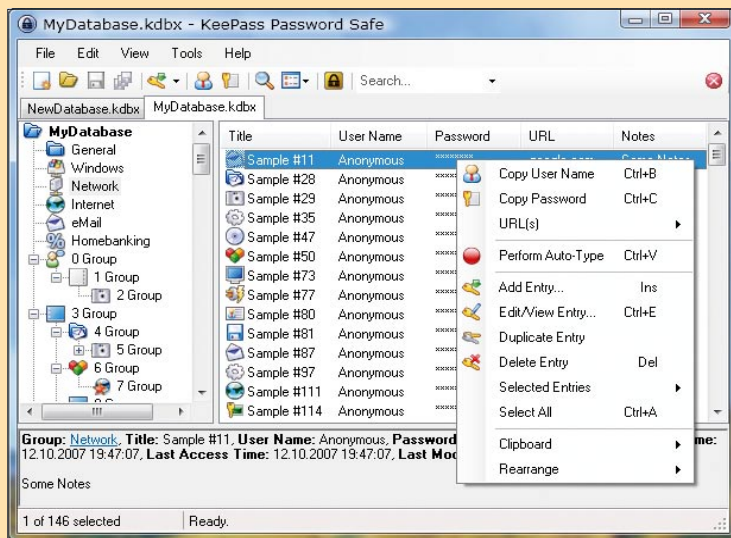 MyDatabase.kdbx - KeePass Password Safe
File Edit View Tools Help
Search...
NewDatabase.kdbx MyDatabase.kdbx
MyDatabase
General
Windows
Network
Internet
eMail
Homebanking
0 Group
1 Group
2 Group
3 Group
4 Group
5 Group
6 Group
7 Group
Title User Name Password URL Notes
Sample #11 Anonymous ******** google.com Some Notes
Sample #28 Anonymous
Sample #29 Anonymous
Sample #35 Anonymous
Sample #47 Anonymous
Sample #50 Anonymous
Sample #73 Anonymous
Sample #77 Anonymous
Sample #80 Anonymous
Sample #81 Anonymous
Sample #87 Anonymous
Sample #97 Anonymous
Sample #111 Anonymous
Sample #114 Anonymous
Copy User Name Ctrl+B
Copy Password Ctrl+C
URL(s)
Perform Auto-Type Ctrl+V
Add Entry... Ins
Edit/View Entry... Ctrl+E
Duplicate Entry
Delete Entry Del
Selected Entries
Select All Ctrl+A
Clipboard
Rearrange
Group: Network, Title: Sample #11, User Name: Anonymous, Password me:
12.10.2007 19:47:07, Last Access Time: 12.10.2007 19:47:07, Last Mo
Some Notes
1 of 146 selected Ready.